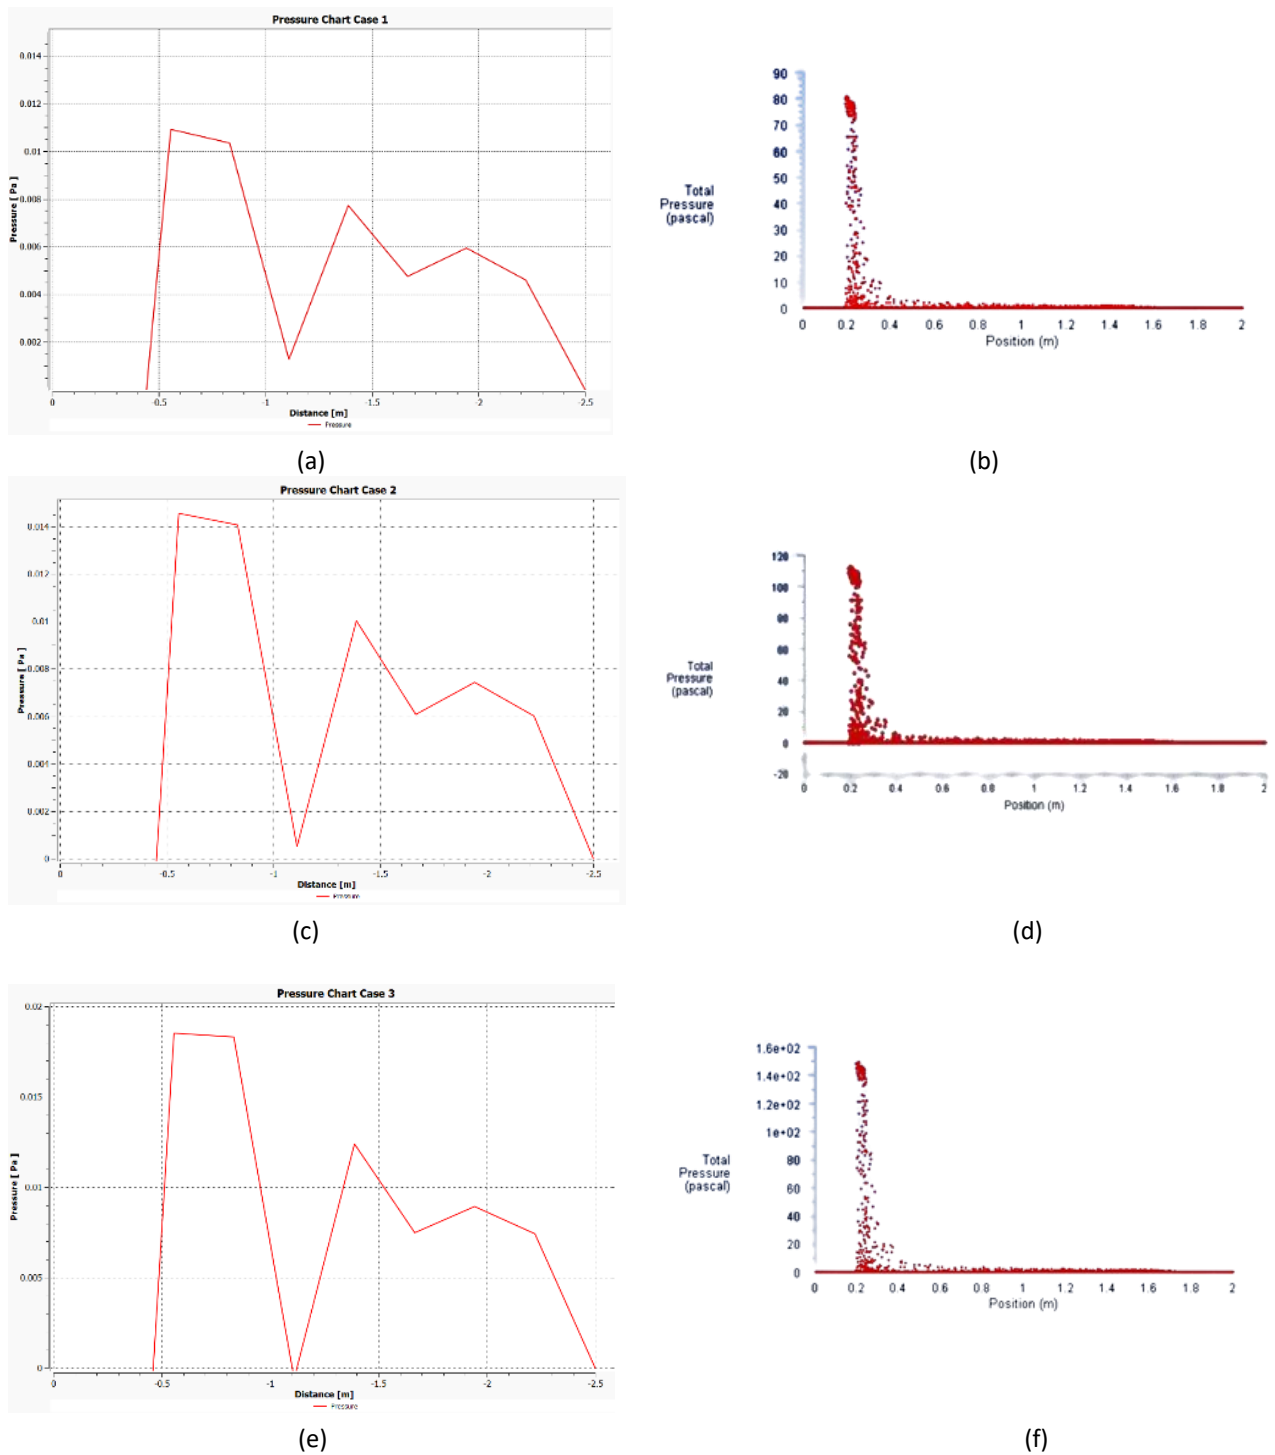 Pressure Chart Case 1
0.014
0.012
0.01
0.008
0.006
0.004
0.002
Pressure [ Pa ]
0 -0.5 -1 -1.5 -2 -2.5
Distance [m]
Pressure
(a)
90
80
70
60
50
40
30
20
10
0
Total
Pressure
(pascal)
0 0.2 0.4 0.6 0.8 1 1.2 1.4 1.6 1.8 2
Position (m)
(b)
Pressure Chart Case 2
0.014
0.012
0.01
0.008
0.006
0.004
0.002
0
Pressure [ Pa ]
0 -0.5 -1 -1.5 -2 -2.5
Distance [m]
Pressure
(c)
120
100
80
60
40
20
0
-20
Total
Pressure
(pascal)
0 0.2 0.4 0.6 0.8 1 1.2 1.4 1.6 1.8 2
Position (m)
(d)
Pressure Chart Case 3
0.02
0.015
0.01
0.005
0
Pressure [ Pa ]
0 -0.5 -1 -1.5 -2 -2.5
Distance [m]
Pressure
(e)
1.6e+02
1.4e+02
1.2e+02
1e+02
80
60
40
20
0
Total
Pressure
(pascal)
0 0.2 0.4 0.6 0.8 1 1.2 1.4 1.6 1.8 2
Position (m)
(f)